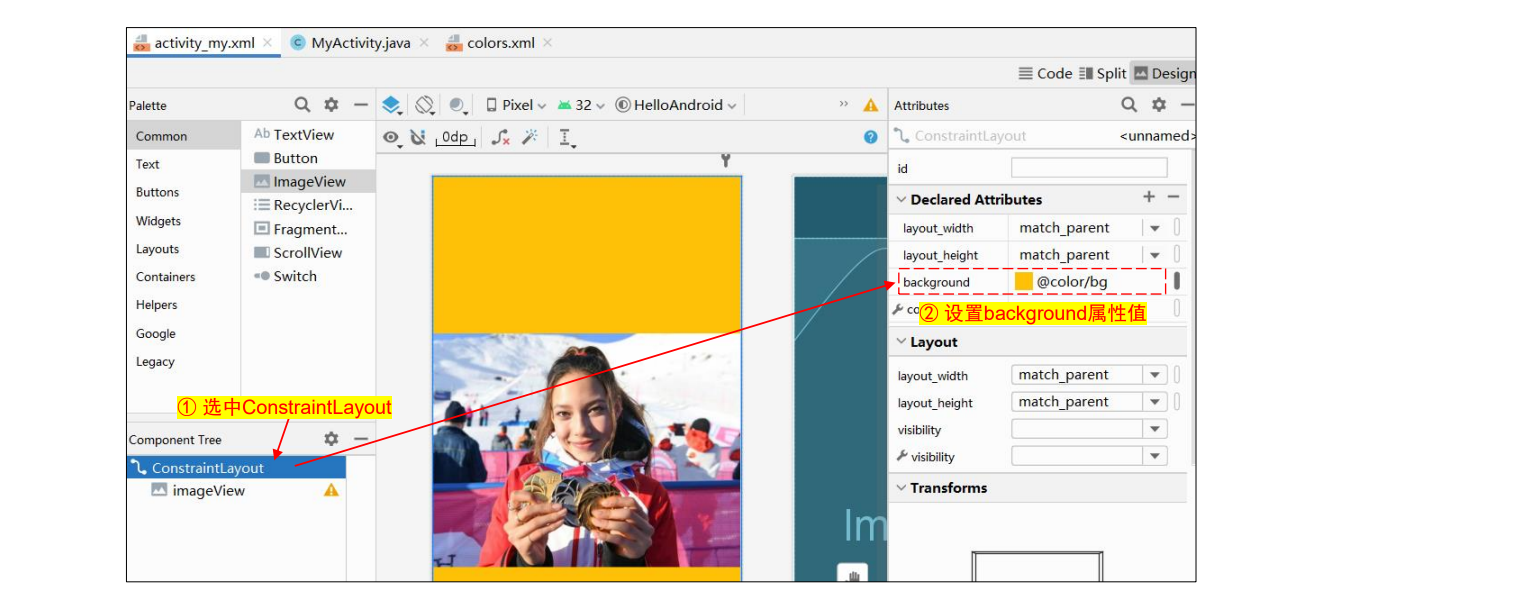 activity_my.xml
MyActivity.java
colors.xml
Code
Split
Design
Palette
Common
Text
Buttons
Widgets
Layouts
Containers
Helpers
Google
Legacy
Ab TextView
Button
ImageView
RecyclerVi...
Fragment...
ScrollView
Switch
Pixel
32
HelloAndroid
0dp
① 选中ConstraintLayout
Component Tree
ConstraintLayout
imageView
Im
Attributes
ConstraintLayout
<unnamed>
id
Declared Attributes
layout_width
match_parent
layout_height
match_parent
background
@color/bg
② 设置background属性值
Layout
layout_width
match_parent
layout_height
match_parent
visibility
visibility
Transforms